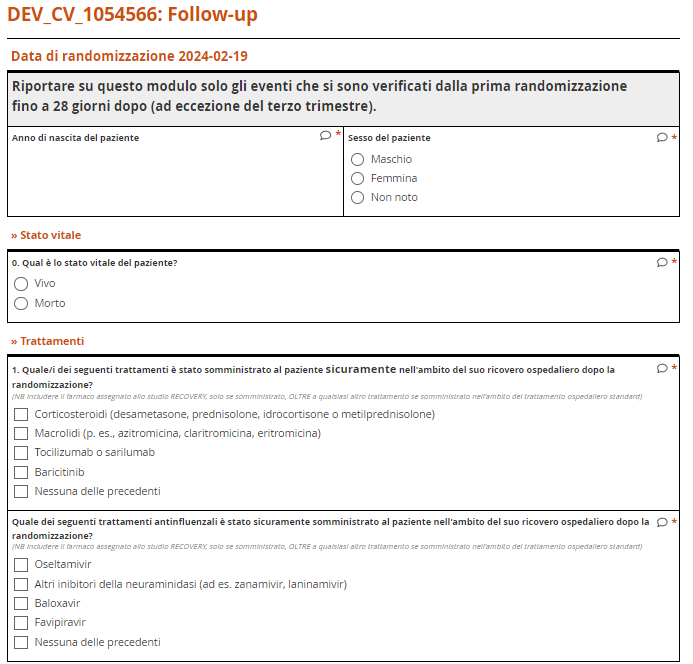 DEV_CV_1054566: Follow-up
Data di randomizzazione 2024-02-19
Riportare su questo modulo solo gli eventi che si sono verificati dalla prima randomizzazione
fino a 28 giorni dopo (ad eccezione del terzo trimestre).
Anno di nascita del paziente *
Sesso del paziente *
Maschio
Femmina
Non noto
» Stato vitale
0. Qual è lo stato vitale del paziente? *
Vivo
Morto
» Trattamenti
1. Quale/i dei seguenti trattamenti è stato somministrato al paziente sicuramente nell'ambito del suo ricovero ospedaliero dopo la *
randomizzazione?
(NB Includere il farmaco assegnato allo studio RECOVERY, solo se somministrato, OLTRE a qualsiasi altro trattamento se somministrato nell'ambito del trattamento ospedaliero standard)
Corticosteroidi (desametasone, prednisolone, idrocortisone o metilprednisolone)
Macrolidi (p. es., azitromicina, claritromicina, eritromicina)
Tocilizumab o sarilumab
Baricitinib
Nessuna delle precedenti
Quale dei seguenti trattamenti antinfluenzali è stato sicuramente somministrato al paziente nell'ambito del suo ricovero ospedaliero dopo la *
randomizzazione?
(NB Includere il farmaco assegnato allo studio RECOVERY, solo se somministrato, OLTRE a qualsiasi altro trattamento se somministrato nell'ambito del trattamento ospedaliero standard)
Oseltamivir
Altri inibitori della neuraminidasi (ad es. zanamivir, laninamivir)
Baloxavir
Favipiravir
Nessuna delle precedenti